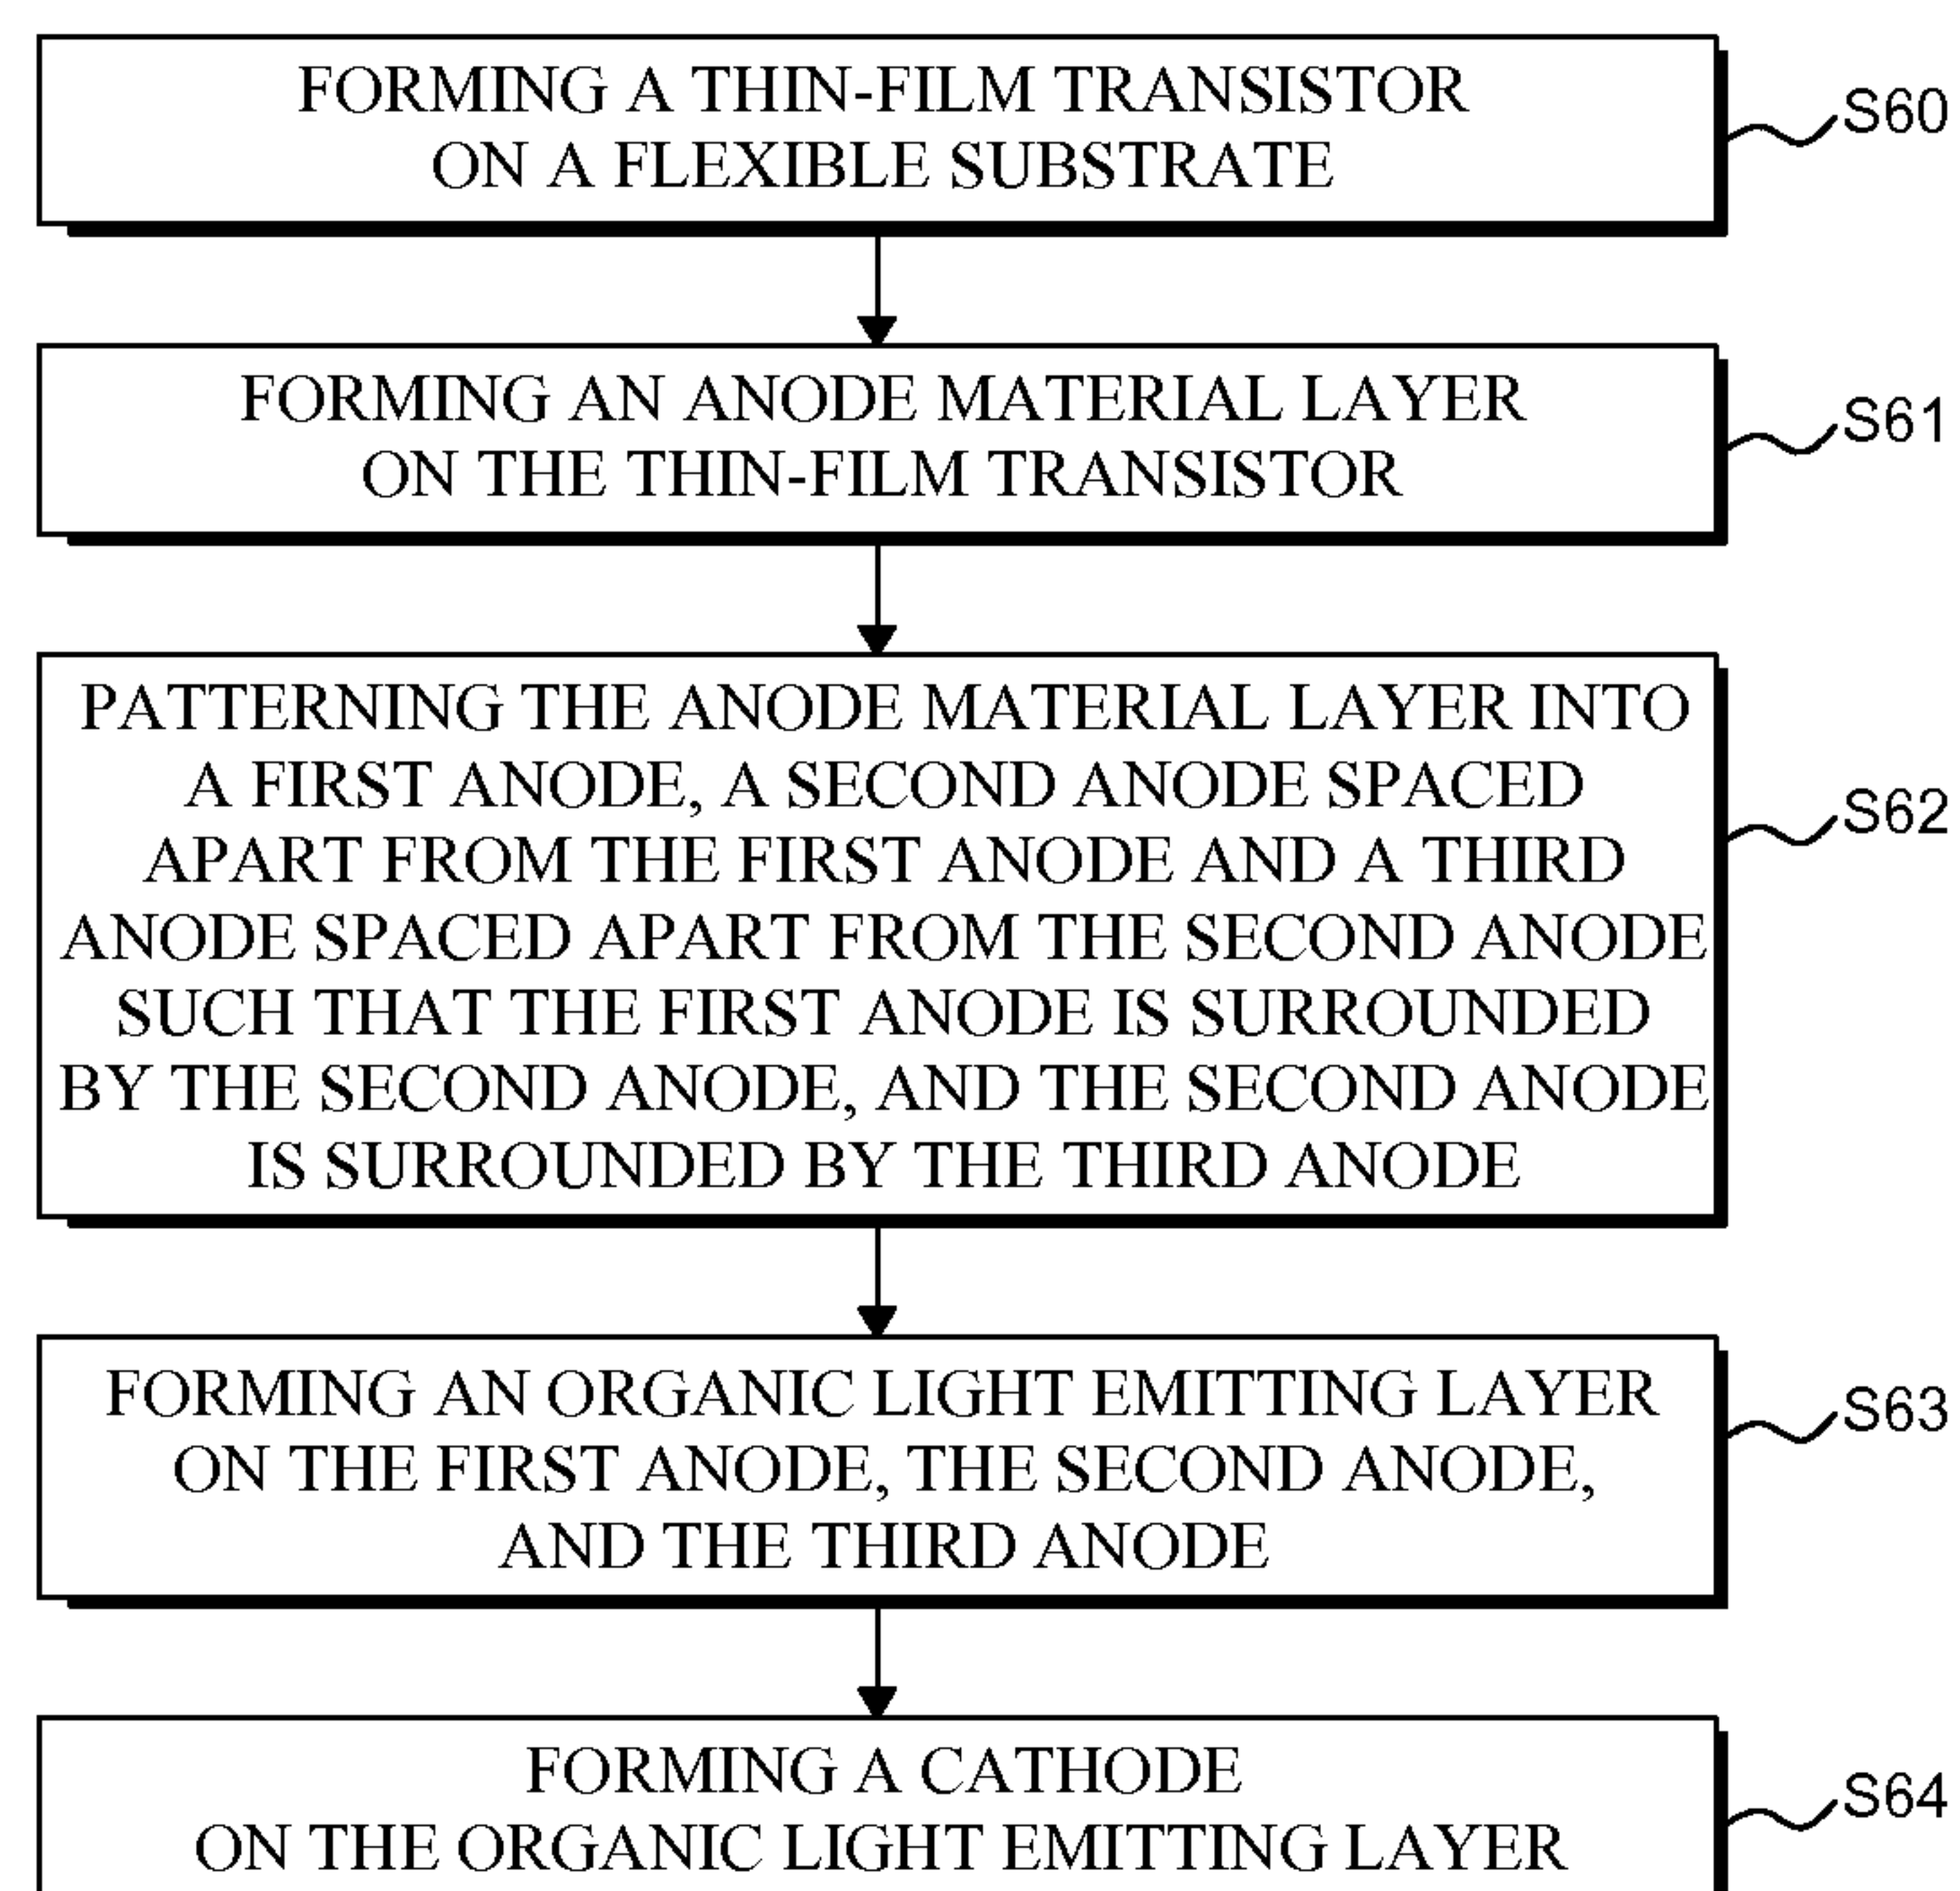 FORMING A THIN-FILM TRANSISTOR
ON A FLEXIBLE SUBSTRATE
S60
FORMING AN ANODE MATERIAL LAYER
ON THE THIN-FILM TRANSISTOR
S61
PATTERNING THE ANODE MATERIAL LAYER INTO
A FIRST ANODE, A SECOND ANODE SPACED
APART FROM THE FIRST ANODE AND A THIRD
ANODE SPACED APART FROM THE SECOND ANODE
SUCH THAT THE FIRST ANODE IS SURROUNDED
BY THE SECOND ANODE, AND THE SECOND ANODE
IS SURROUNDED BY THE THIRD ANODE
S62
FORMING AN ORGANIC LIGHT EMITTING LAYER
ON THE FIRST ANODE, THE SECOND ANODE,
AND THE THIRD ANODE
S63
FORMING A CATHODE
ON THE ORGANIC LIGHT EMITTING LAYER
S64